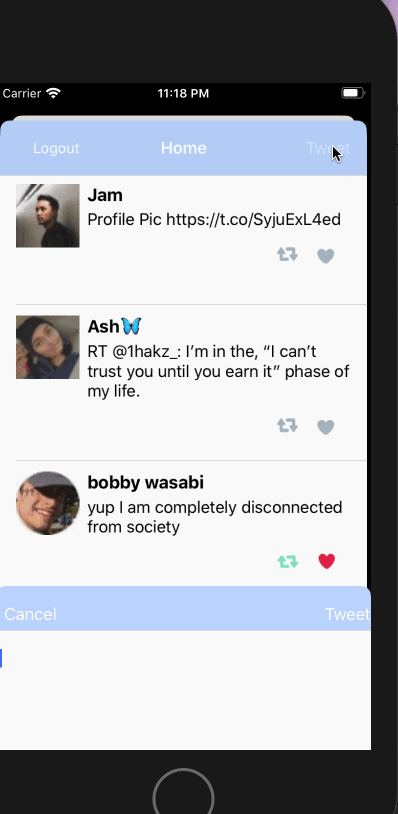 Carrier 11:18 PM
Logout Home Tweet
Jam
Profile Pic https://t.co/SyjuExL4ed
Ash🦋
RT @1hakz_: I’m in the, “I can’t
trust you until you earn it” phase of
my life.
bobby wasabi
yup I am completely disconnected
from society
Cancel Tweet